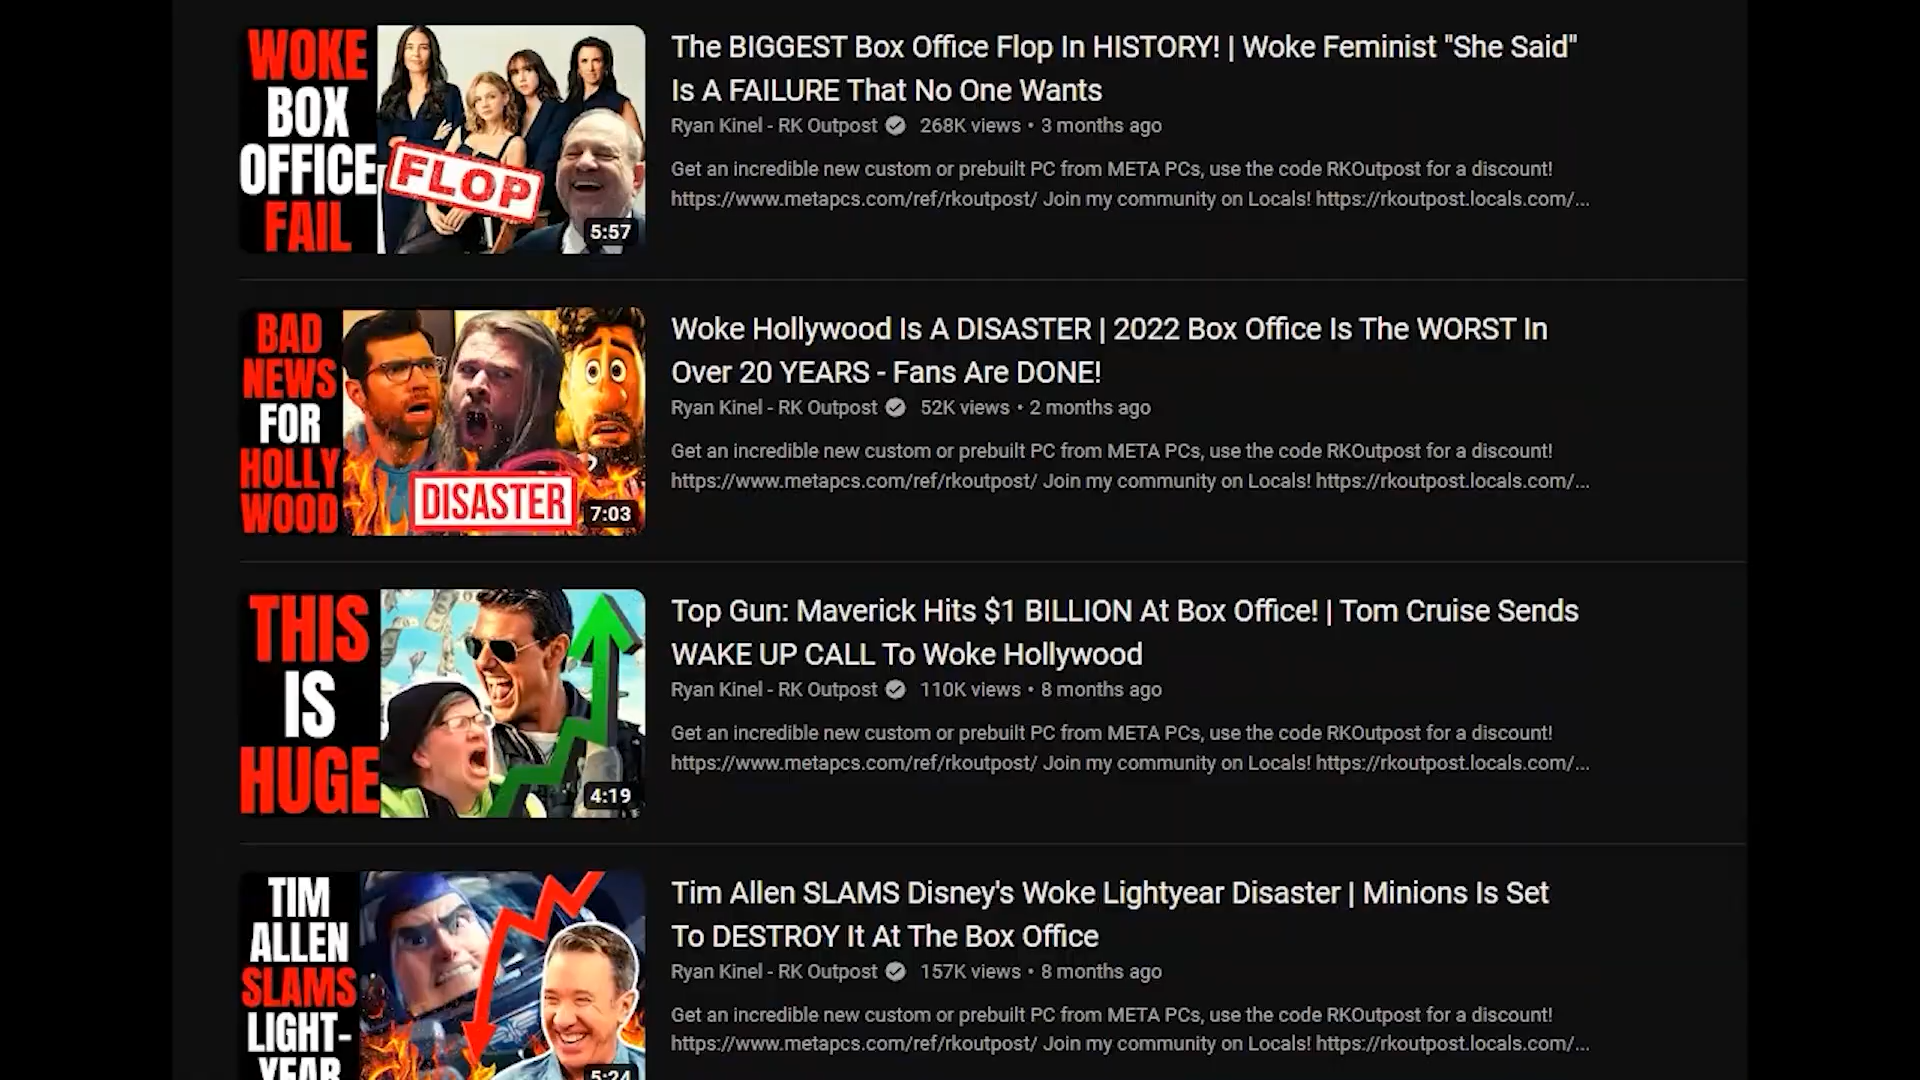 WOKE
BOX
OFFICE
FAIL
FLOP
5:57
The BIGGEST Box Office Flop In HISTORY! | Woke Feminist "She Said"
Is A FAILURE That No One Wants
Ryan Kinel - RK Outpost 268K views • 3 months ago
Get an incredible new custom or prebuilt PC from META PCs, use the code RKOutpost for a discount!
https://www.metapcs.com/ref/rkoutpost/ Join my community on Locals! https://rkoutpost.locals.com/...
BAD
NEWS
FOR
HOLLY
WOOD
DISASTER
7:03
Woke Hollywood Is A DISASTER | 2022 Box Office Is The WORST In
Over 20 YEARS - Fans Are DONE!
Ryan Kinel - RK Outpost 52K views • 2 months ago
Get an incredible new custom or prebuilt PC from META PCs, use the code RKOutpost for a discount!
https://www.metapcs.com/ref/rkoutpost/ Join my community on Locals! https://rkoutpost.locals.com/...
THIS
IS
HUGE
4:19
Top Gun: Maverick Hits $1 BILLION At Box Office! | Tom Cruise Sends
WAKE UP CALL To Woke Hollywood
Ryan Kinel - RK Outpost 110K views • 8 months ago
Get an incredible new custom or prebuilt PC from META PCs, use the code RKOutpost for a discount!
https://www.metapcs.com/ref/rkoutpost/ Join my community on Locals! https://rkoutpost.locals.com/...
TIM
ALLEN
SLAMS
LIGHT-
YEAR
5:24
Tim Allen SLAMS Disney's Woke Lightyear Disaster | Minions Is Set
To DESTROY It At The Box Office
Ryan Kinel - RK Outpost 157K views • 8 months ago
Get an incredible new custom or prebuilt PC from META PCs, use the code RKOutpost for a discount!
https://www.metapcs.com/ref/rkoutpost/ Join my community on Locals! https://rkoutpost.locals.com/...